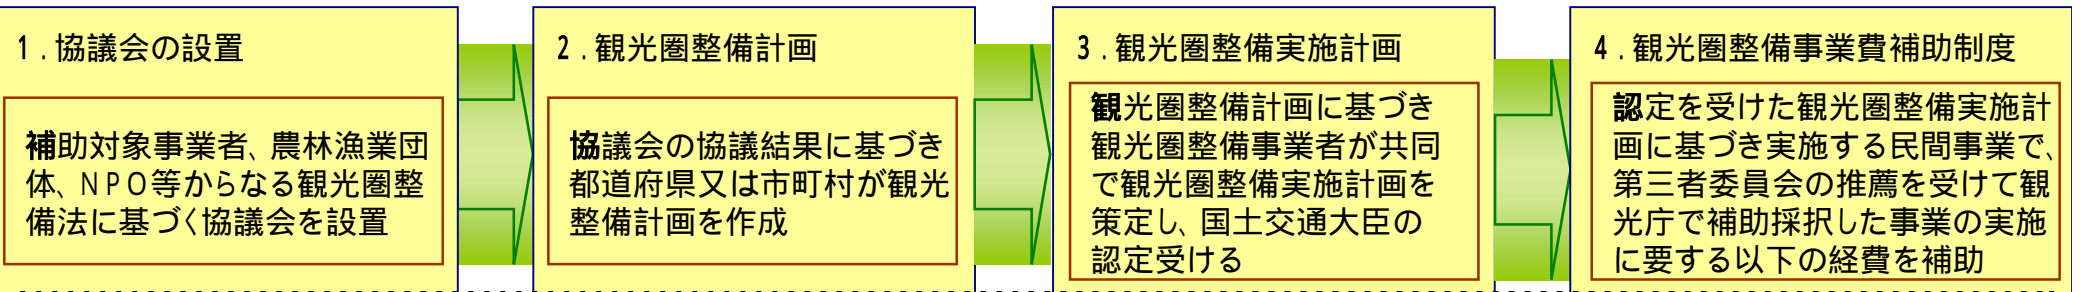 1.協議会の設置
補助対象事業者、農林漁業団
体、NPO等からなる観光圏整
備法に基づく協議会を設置
2.観光圏整備計画
協議会の協議結果に基づき
都道府県又は市町村が観光
整備計画を作成
3.観光圏整備実施計画
観光圏整備計画に基づき
観光圏整備事業者が共同
で観光圏整備実施計画を
策定し、国土交通大臣の
認定受ける
4.観光圏整備事業費補助制度
認定を受けた観光圏整備実施計
画に基づき実施する民間事業で、
第三者委員会の推薦を受けて観
光庁で補助採択した事業の実施
に要する以下の経費を補助